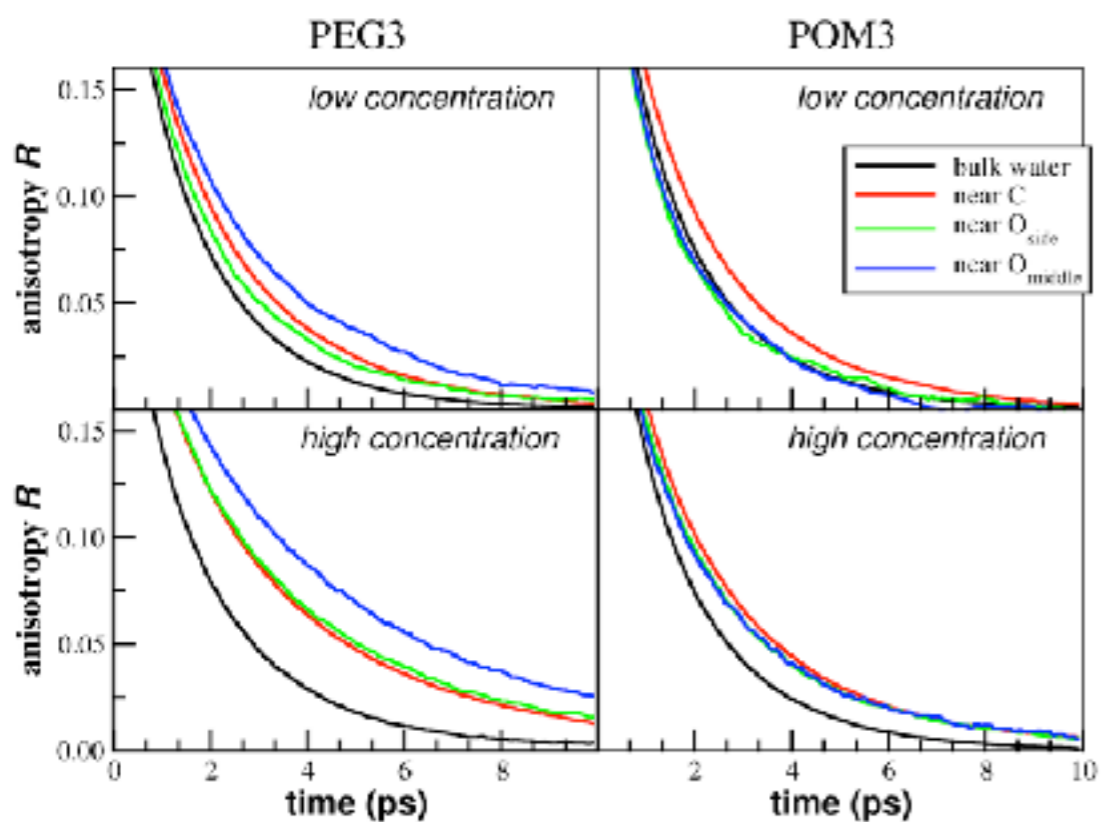 PEG3
POM3
low concentration
low concentration
0.15
0.10
0.05
anisotropy R
bulk water
near C
near O_side
near O_middle
high concentration
high concentration
0.15
0.10
0.05
0.00
anisotropy R
0 2 4 6 8
2 4 6 8 10
time (ps)
time (ps)